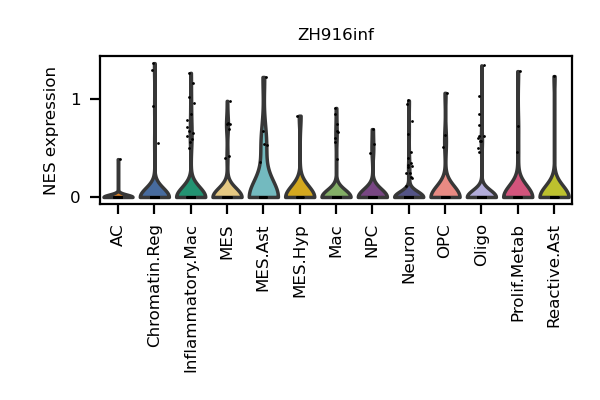 ZH916inf
NES expression
1
0
AC
Chromatin.Reg
Inflammatory.Mac
MES
MES.Ast
MES.Hyp
Mac
NPC
Neuron
OPC
Oligo
Prolif.Metab
Reactive.Ast